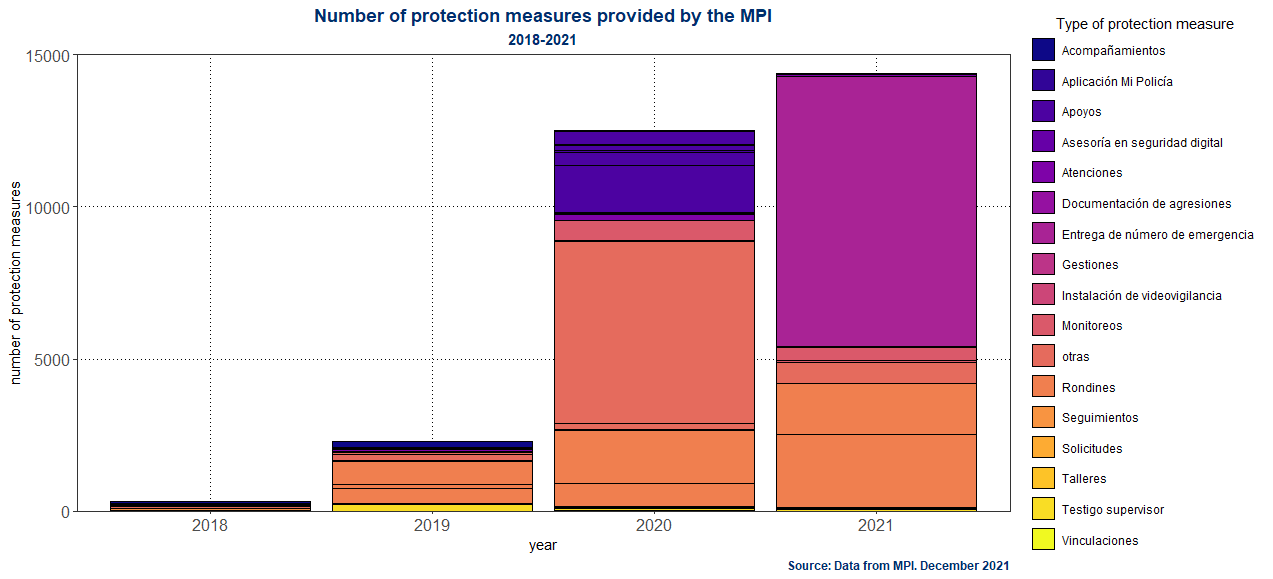 Number of protection measures provided by the MPI
2018-2021
number of protection measures
15000
10000
5000
0
2018
2019
2020
2021
year
Type of protection measure
Acompañamientos
Aplicación Mi Policía
Apoyos
Asesoría en seguridad digital
Atenciones
Documentación de agresiones
Entrega de número de emergencia
Gestiones
Instalación de videovigilancia
Monitoreos
otras
Rondines
Seguimientos
Solicitudes
Talleres
Testigo supervisor
Vinculaciones
Source: Data from MPI. December 2021